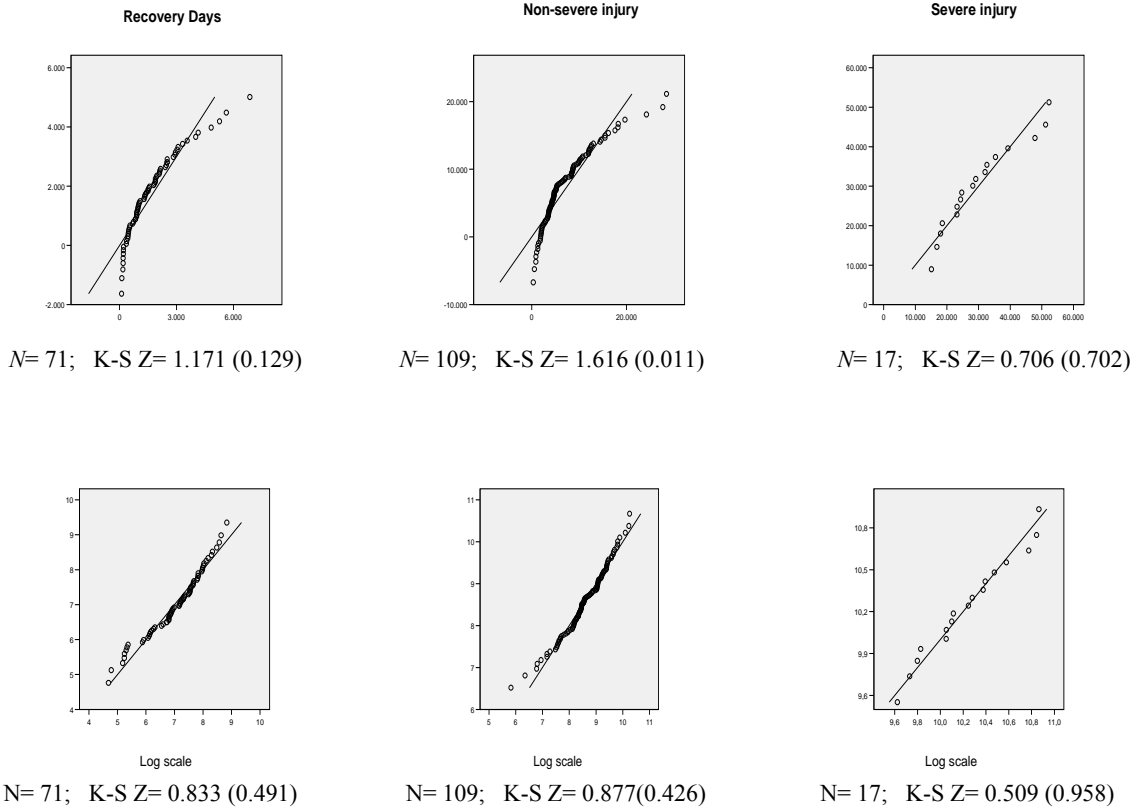 Recovery Days
Non-severe injury
Severe injury
6.000
4.000
2.000
0
-2.000
0 3.000 6.000
20.000
10.000
0
-10.000
0 20.000
60.000
50.000
40.000
30.000
20.000
10.000
0
0 10.000 20.000 30.000 40.000 50.000 60.000
N= 71; K-S Z= 1.171 (0.129)
N= 109; K-S Z= 1.616 (0.011)
N= 17; K-S Z= 0.706 (0.702)
10
9
8
7
6
5
4
4 5 6 7 8 9 10
Log scale
11
10
9
8
7
6
5 6 7 8 9 10 11
Log scale
10,8
10,5
10,2
9,9
9,6
9,6 9,8 10,0 10,2 10,4 10,6 10,8 11,0
Log scale
N= 71; K-S Z= 0.833 (0.491)
N= 109; K-S Z= 0.877(0.426)
N= 17; K-S Z= 0.509 (0.958)